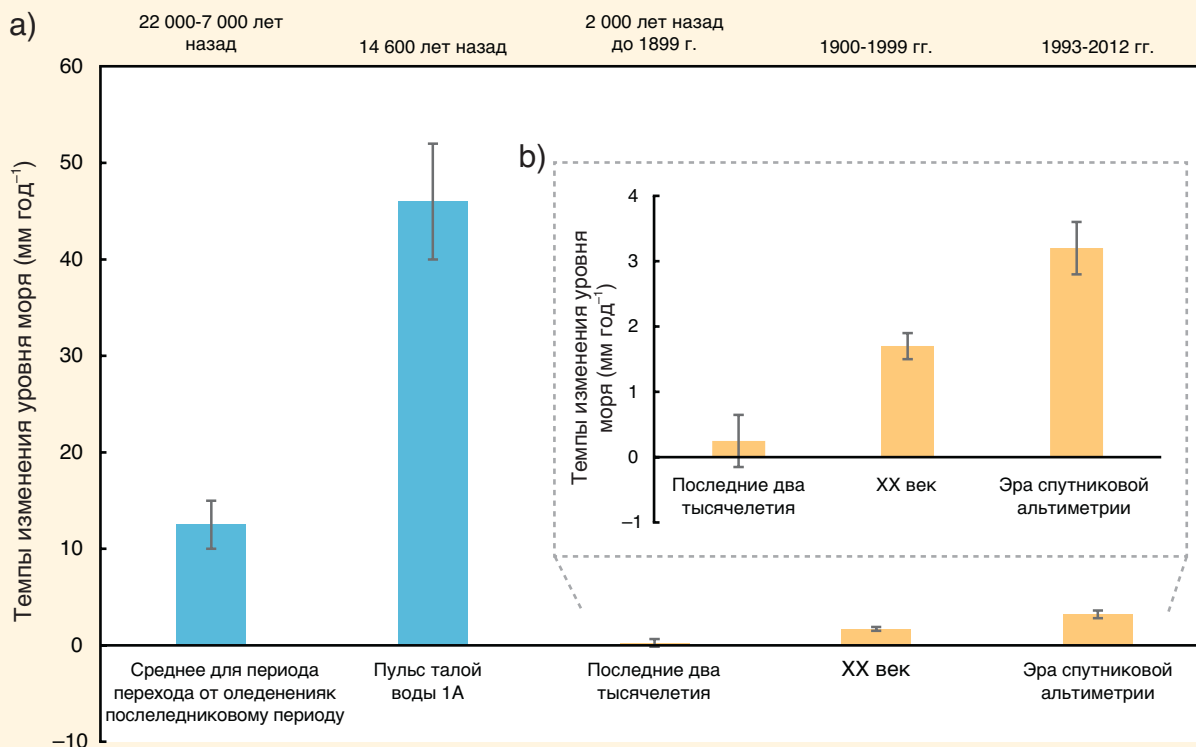 a)
22 000-7 000 лет
назад
14 600 лет назад
2 000 лет назад
до 1899 г.
1900-1999 гг.
1993-2012 гг.
Темпы изменения уровня моря (мм год⁻¹)
60
50
40
30
20
10
0
–10
b)
Темпы изменения уровня
моря (мм год⁻¹)
4
3
2
1
0
–1
Последние два
тысячелетия
XX век
Эра спутниковой
альтиметрии
Среднее для периода
перехода от оледененияк
послеледниковому периоду
Пульс талой
воды 1А
Последние два
тысячелетия
XX век
Эра спутниковой
альтиметрии